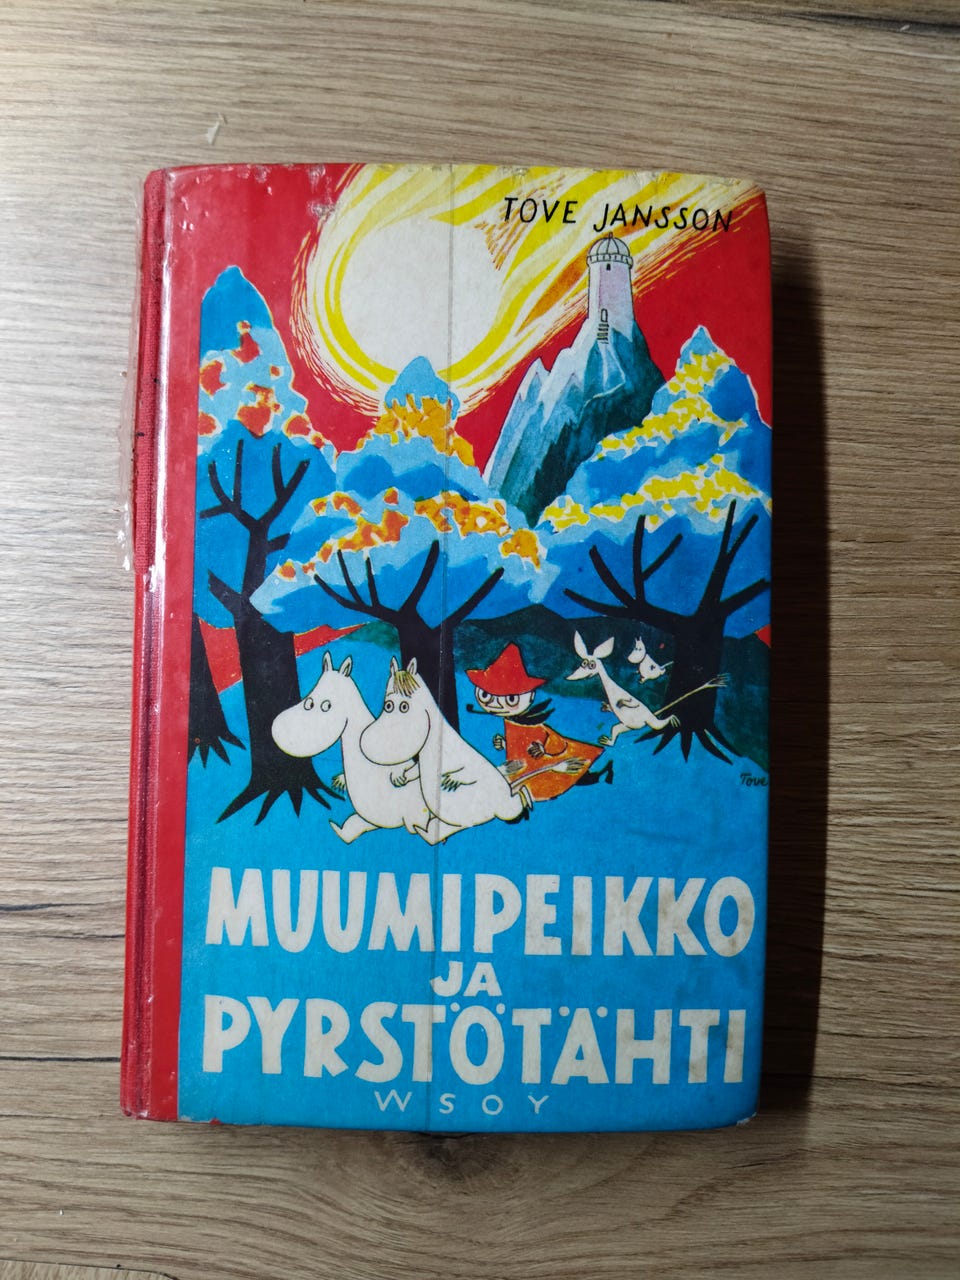 TOVE JANSSON
Tove
MUUMIPEIKKO
JA
PYRSTÖTÄHTI
WSOY